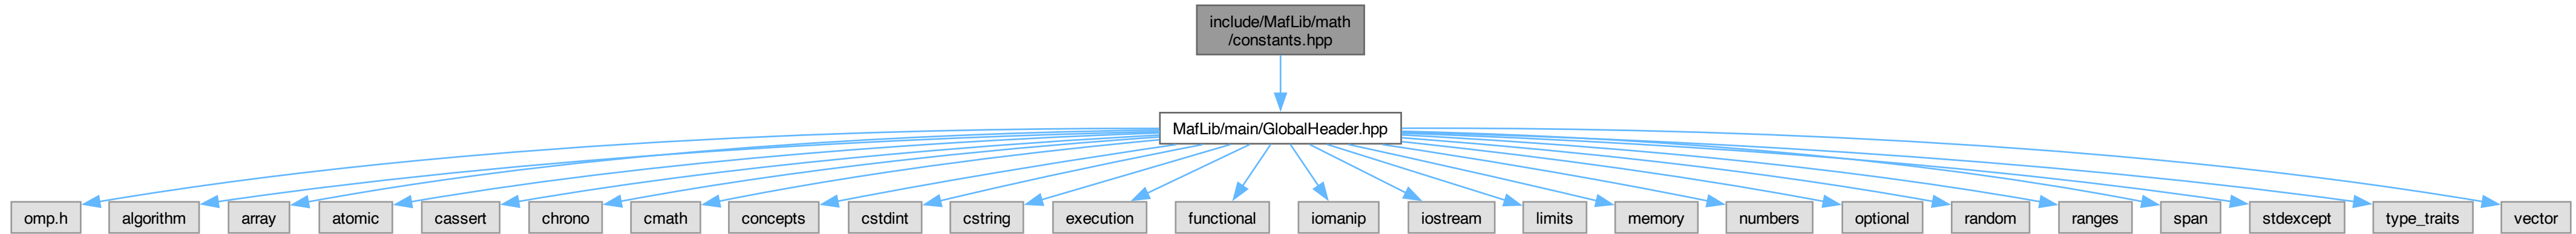 include/MafLib/math
/constants.hpp
MafLib/main/GlobalHeader.hpp
omp.h
algorithm
array
atomic
cassert
chrono
cmath
concepts
cstdint
cstring
execution
functional
iomanip
iostream
limits
memory
numbers
optional
random
ranges
span
stdexcept
type_traits
vector